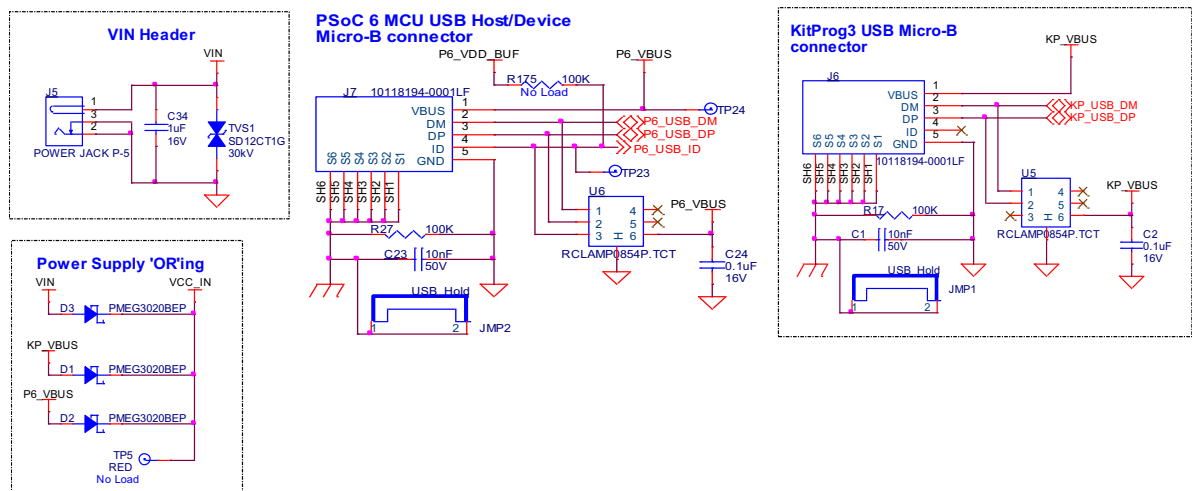 VIN Header
VIN
J5
1
3
2
POWER JACK P-5
C34
1uF
16V
TVS1
SD12CT1G
30kV
Power Supply 'OR'ing
VIN
VCC_IN
D3
PMEG3020BEP
KP_VBUS
D1
PMEG3020BEP
P6_VBUS
D2
PMEG3020BEP
TP5
RED
No Load
PSoC 6 MCU USB Host/Device
Micro-B connector
P6_VDD_BUF
P6_VBUS
R175
100K
No Load
J7
10118194-0001LF
VBUS
1
TP24
DM
2
P6_USB_DM
DP
3
P6_USB_DP
ID
4
P6_USB_ID
GND
5
S6
S5
S4
S3
S2
S1
SH6
SH5
SH4
SH3
SH2
SH1
TP23
U6
1
4
2
5
3
H
6
RCLAMP0854P.TCT
P6_VBUS
C24
0.1uF
16V
R27
100K
C23
10nF
50V
USB_Hold
1
2
JMP2
KitProg3 USB Micro-B
connector
KP_VBUS
J6
VBUS
1
DM
2
KP_USB_DM
DP
3
KP_USB_DP
ID
4
GND
5
S6
S5
S4
S3
S2
S1
10118194-0001LF
SH6
SH5
SH4
SH3
SH2
SH1
U5
1
4
2
5
3
H
6
RCLAMP0854P.TCT
KP_VBUS
C2
0.1uF
16V
R17
100K
C1
10nF
50V
USB_Hold
1
2
JMP1